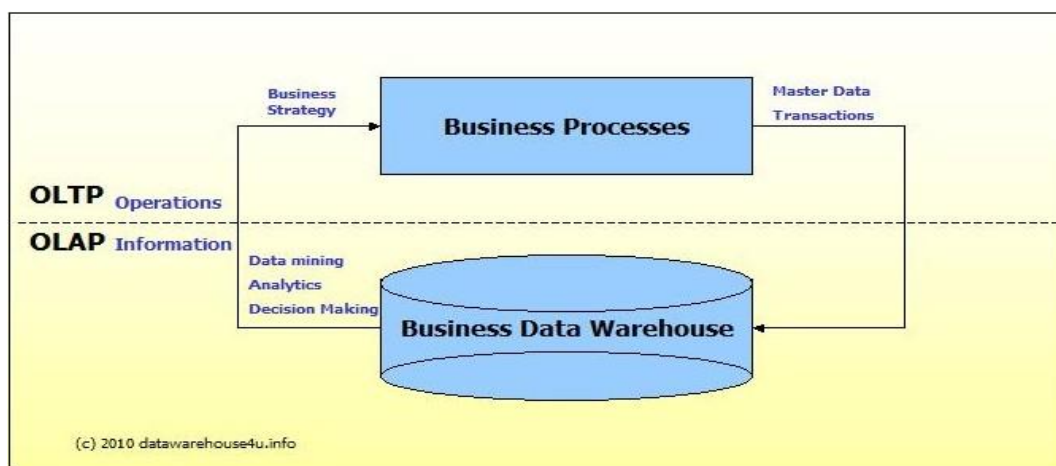 Business
Strategy
Business Processes
Master Data
Transactions
OLTP Operations
OLAP Information
Data mining
Analytics
Decision Making
Business Data Warehouse
(c) 2010 datawarehouse4u.info